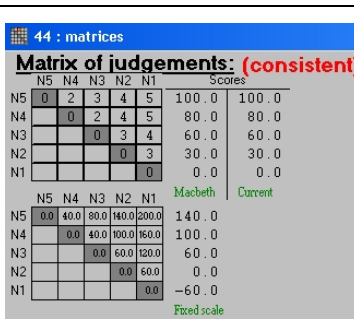 44 : matrices
Matrix of judgements: (consistent)
N5 N4 N3 N2 N1 Scores
N5 0 2 3 4 5 100.0 100.0
N4 0 2 4 5 80.0 80.0
N3 0 3 4 60.0 60.0
N2 0 3 30.0 30.0
N1 0 0.0 0.0
Macbeth Current
N5 N4 N3 N2 N1
N5 0.0 40.0 80.0 140.0 200.0 140.0
N4 0.0 40.0 100.0 160.0 100.0
N3 0.0 60.0 120.0 60.0
N2 0.0 60.0 0.0
N1 0.0 -60.0
Fixed scale